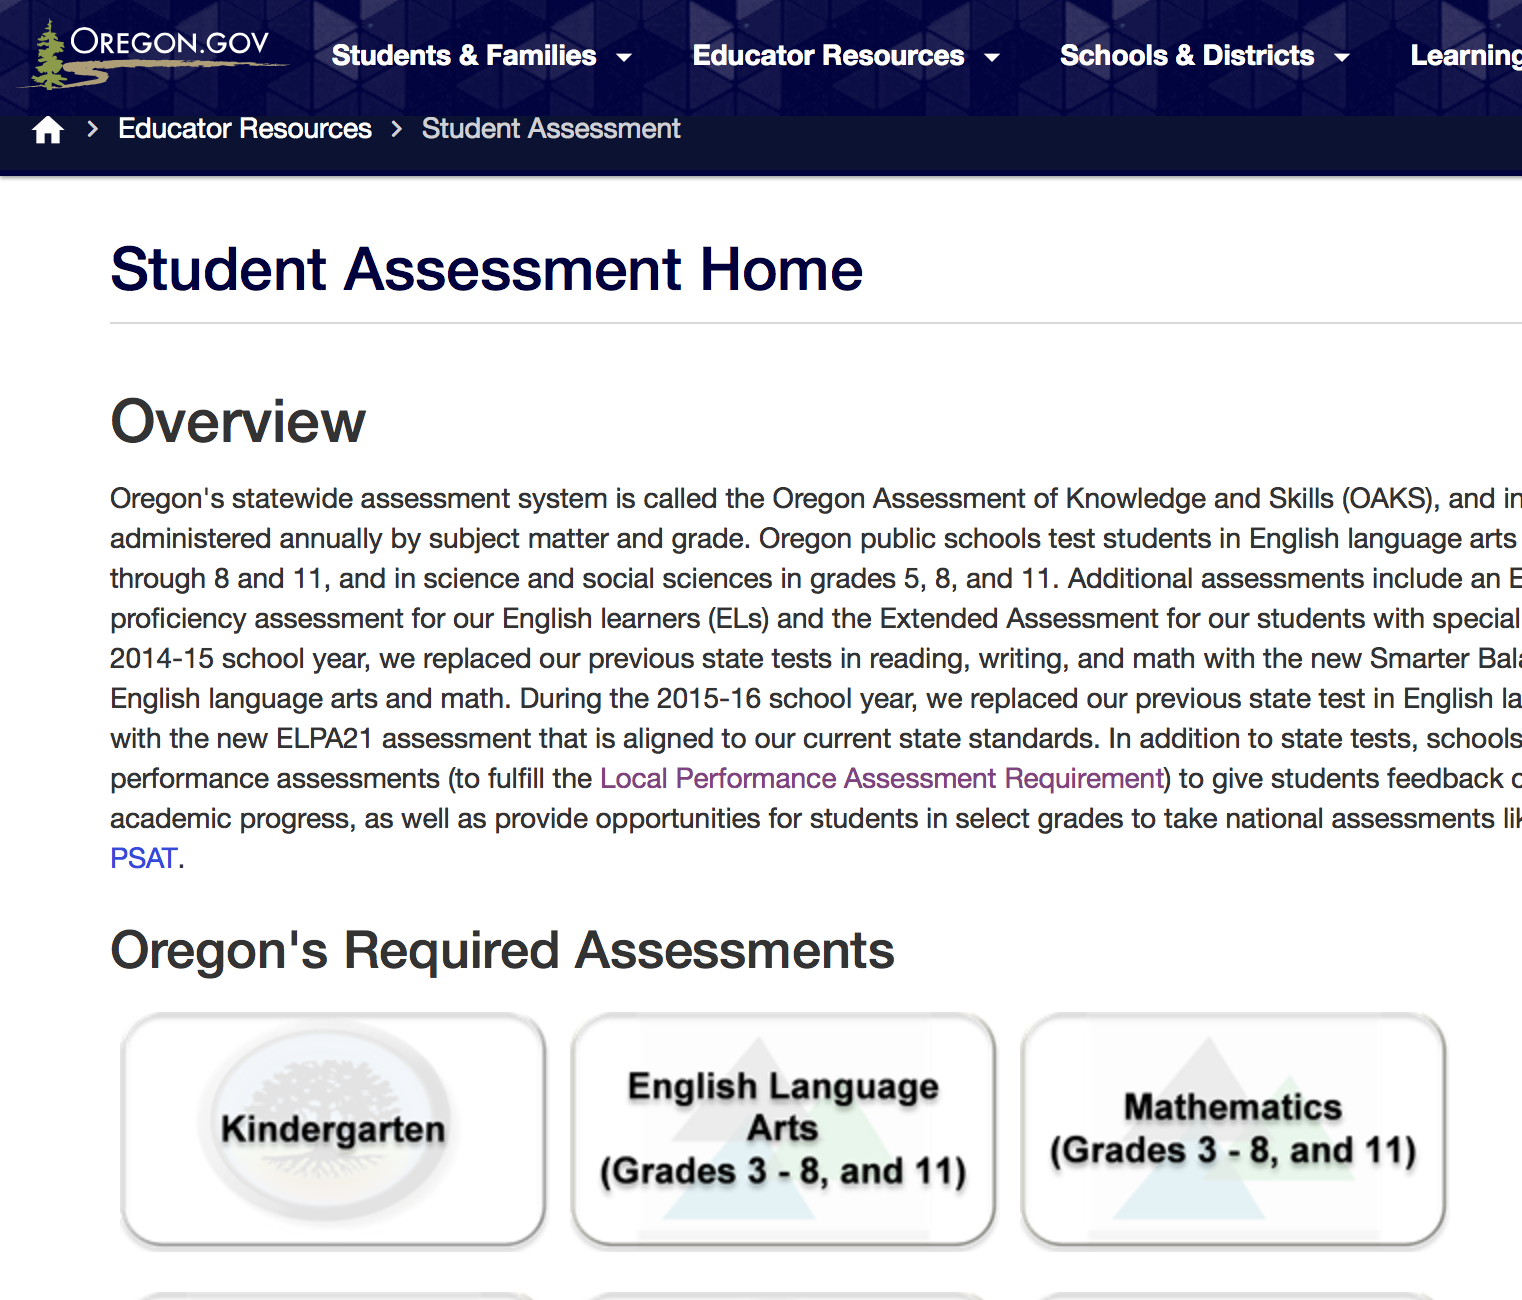 OREGON.GOV
Students & Families
Educator Resources
Schools & Districts
Learning
Educator Resources > Student Assessment
Student Assessment Home
Overview
Oregon's statewide assessment system is called the Oregon Assessment of Knowledge and Skills (OAKS), and in
administered annually by subject matter and grade. Oregon public schools test students in English language arts
through 8 and 11, and in science and social sciences in grades 5, 8, and 11. Additional assessments include an E
proficiency assessment for our English learners (ELs) and the Extended Assessment for our students with special
2014-15 school year, we replaced our previous state tests in reading, writing, and math with the new Smarter Bala
English language arts and math. During the 2015-16 school year, we replaced our previous state test in English la
with the new ELPA21 assessment that is aligned to our current state standards. In addition to state tests, schools
performance assessments (to fulfill the Local Performance Assessment Requirement) to give students feedback o
academic progress, as well as provide opportunities for students in select grades to take national assessments lik
PSAT.
Oregon's Required Assessments
Kindergarten
English Language
Arts
(Grades 3 - 8, and 11)
Mathematics
(Grades 3 - 8, and 11)